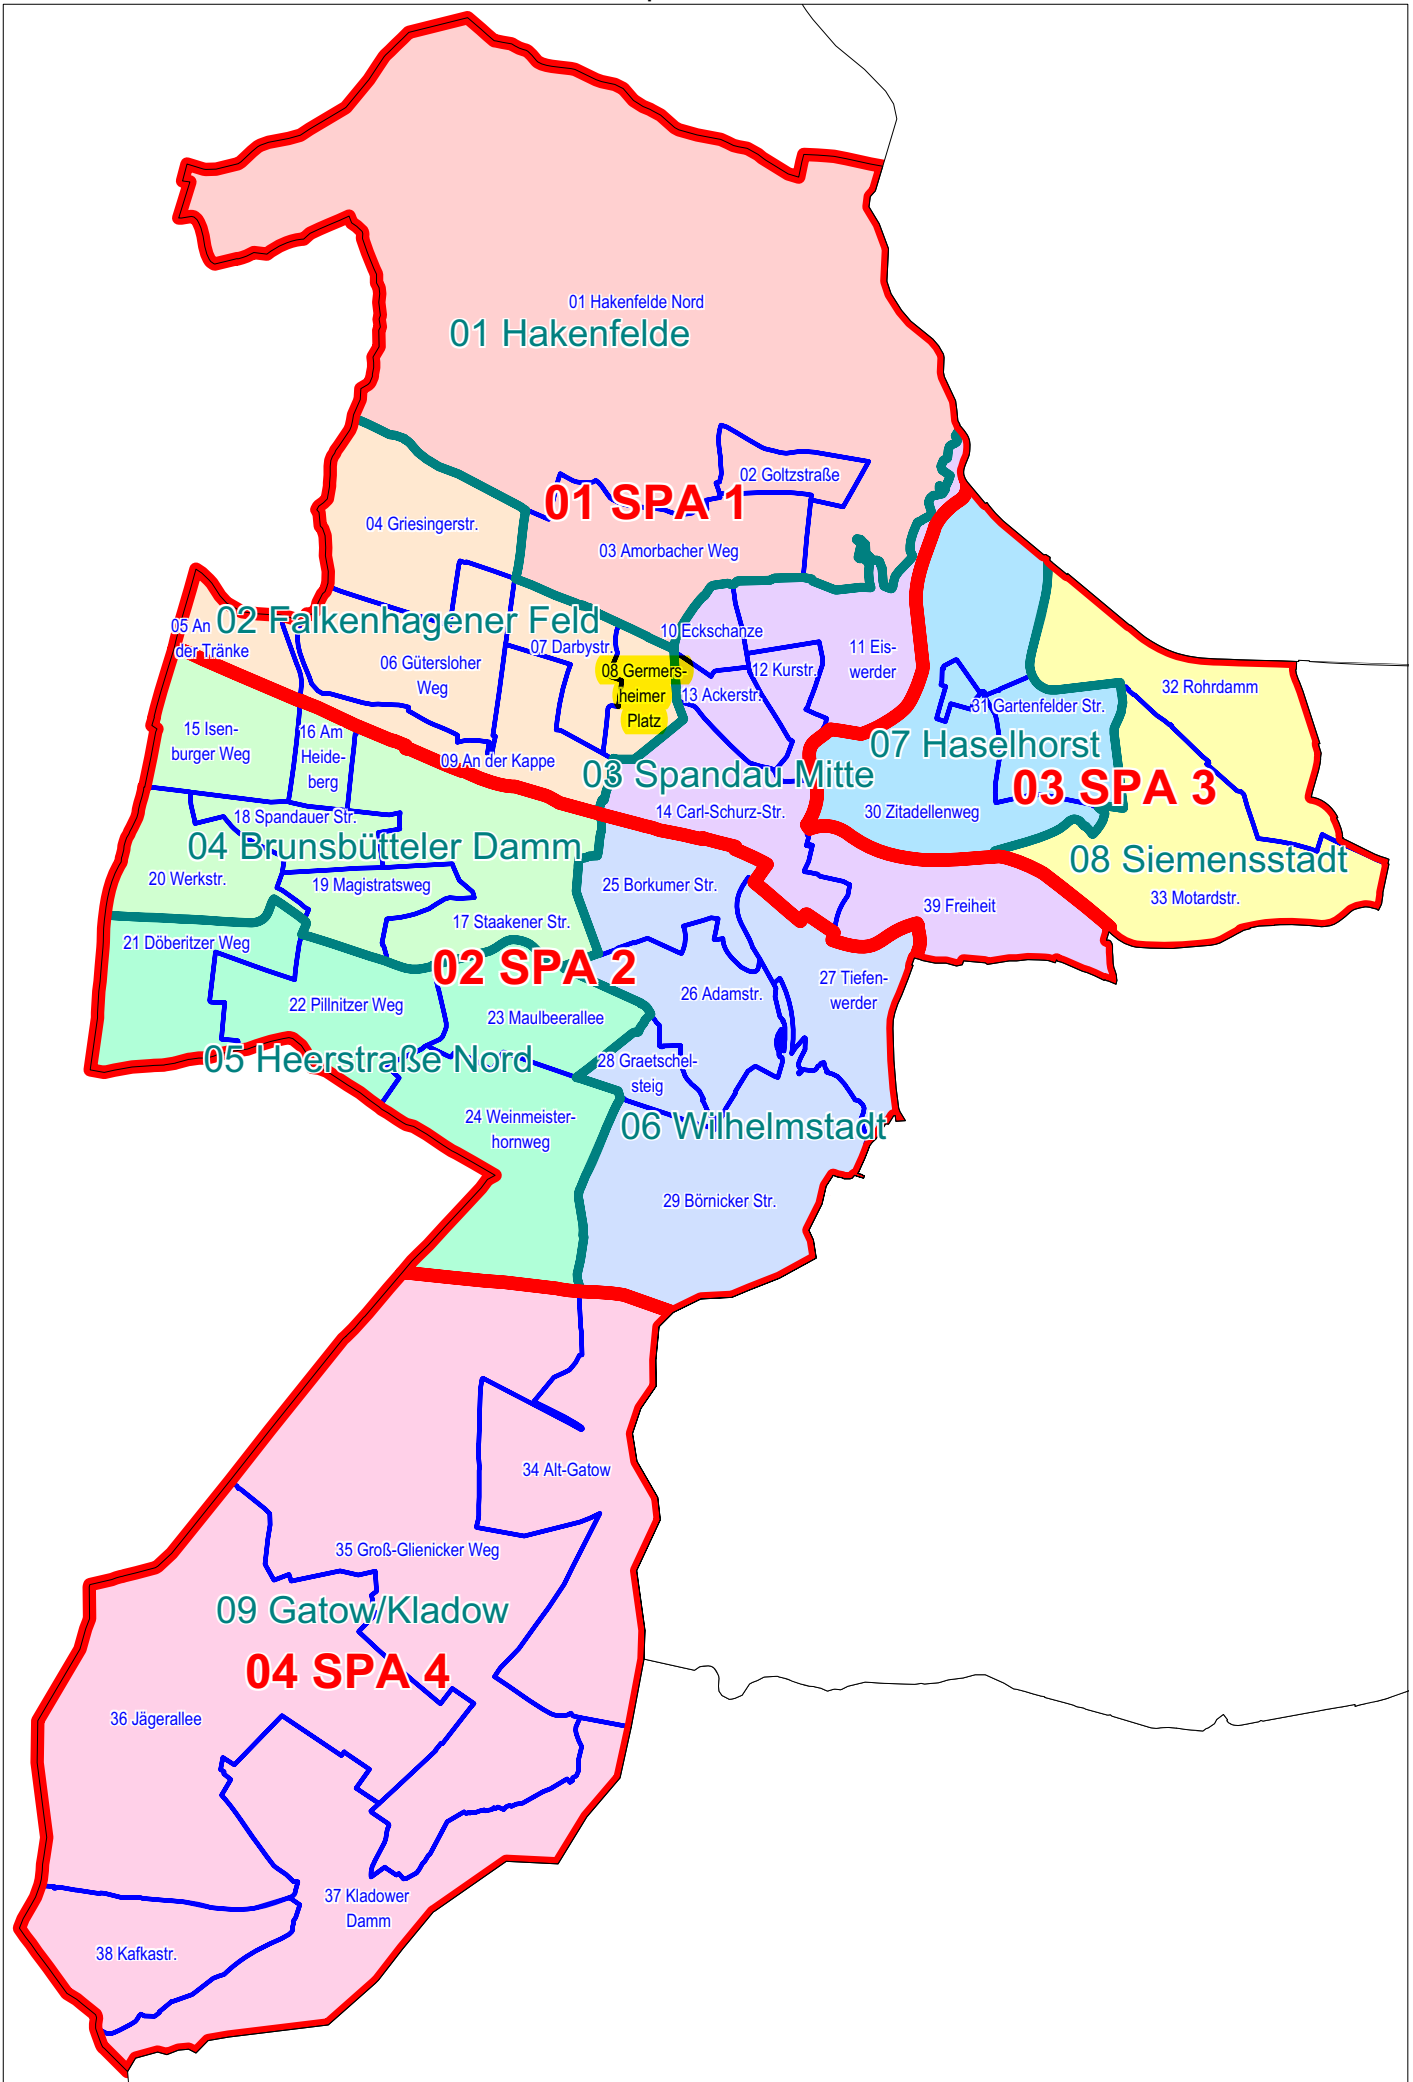 01 Hakenfelde Nord
01 Hakenfelde
02 Goltzstraße
01 SPA 1
04 Griesingerstr.
03 Amorbacher Weg
02 Falkenhagener Feld
05 An
der Tränke
10 Eckschanze
07 Darbystr.
06 Gütersloher
Weg
11 Eis-
werder
12 Kurstr.
08 Germers-
heimer
Platz
13 Ackerstr.
32 Rohrdamm
31 Gartenfelder Str.
15 Isen-
burger Weg
16 Am
Heide-
berg
07 Haselhorst
09 An der Kappe
03 Spandau Mitte
03 SPA 3
18 Spandauer Str.
14 Carl-Schurz-Str.
30 Zitadellenweg
04 Brunsbütteler Damm
08 Siemensstadt
20 Werkstr.
19 Magistratsweg
25 Borkumer Str.
33 Motardstr.
39 Freiheit
17 Staakener Str.
21 Döberitzer Weg
02 SPA 2
27 Tiefen-
werder
26 Adamstr.
22 Pillnitzer Weg
23 Maulbeerallee
05 Heerstraße Nord
28 Graetschel-
steig
24 Weinmeister-
hornweg
06 Wilhelmstadt
29 Börnicker Str.
34 Alt-Gatow
35 Groß-Glienicker Weg
09 Gatow/Kladow
04 SPA 4
36 Jägerallee
37 Kladower
Damm
38 Kafkastr.